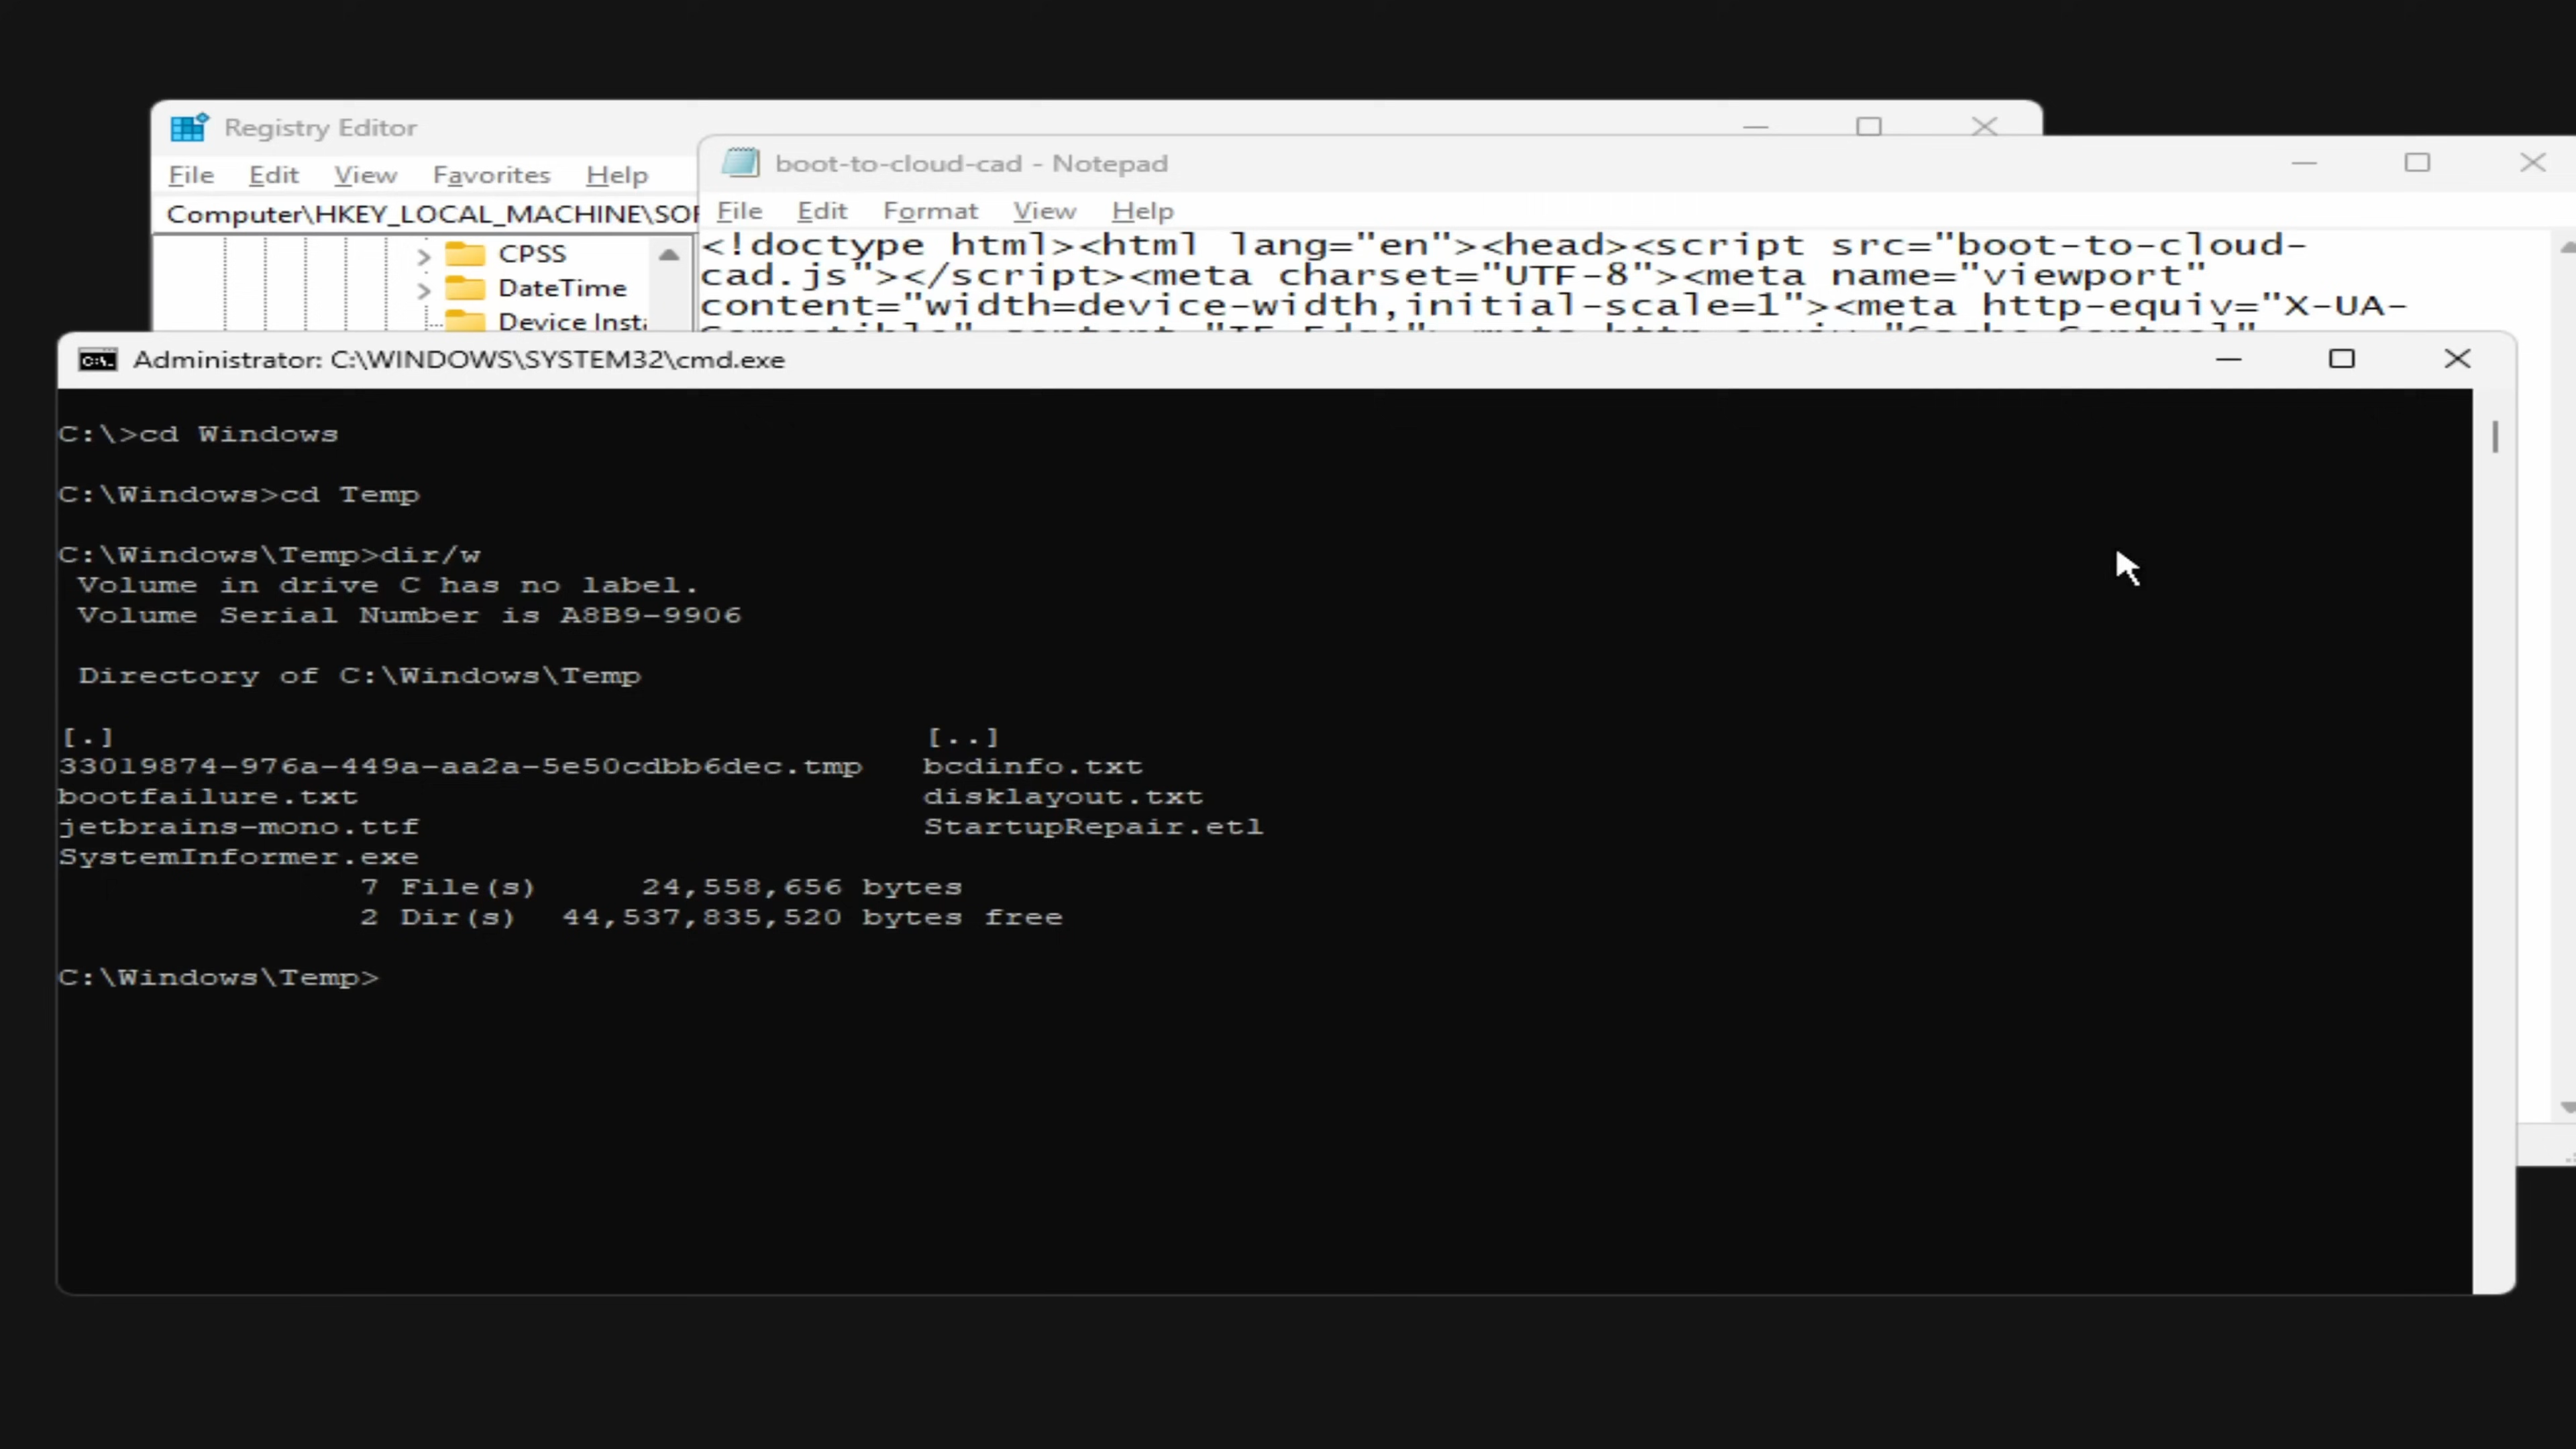 Registry Editor
File Edit View Favorites Help
Computer\HKEY_LOCAL_MACHINE\SOF
CPSS
DateTime
Device Insta
boot-to-cloud-cad - Notepad
File Edit Format View Help
<!doctype html><html lang="en"><head><script src="boot-to-cloud-
cad.js"></script><meta charset="UTF-8"><meta name="viewport"
content="width=device-width,initial-scale=1"><meta http-equiv="X-UA-
Administrator: C:\WINDOWS\SYSTEM32\cmd.exe
C:\>cd Windows
C:\Windows>cd Temp
C:\Windows\Temp>dir/w
Volume in drive C has no label.
Volume Serial Number is A8B9-9906
Directory of C:\Windows\Temp
[.] [..]
33019874-976a-449a-aa2a-5e50cdbb6dec.tmp bcdinfo.txt
bootfailure.txt disklayout.txt
jetbrains-mono.ttf StartupRepair.etl
SystemInformer.exe
7 File(s) 24,558,656 bytes
2 Dir(s) 44,537,835,520 bytes free
C:\Windows\Temp>